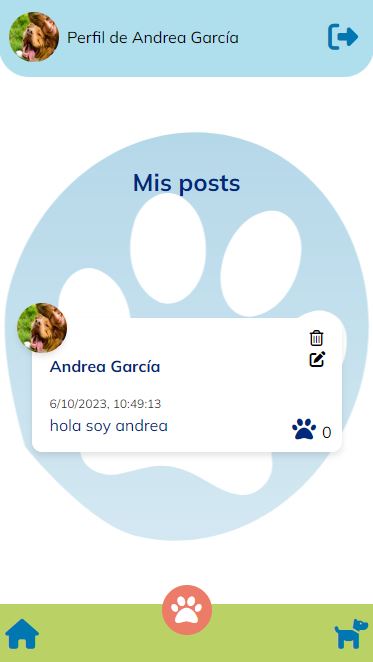 Perfil de Andrea García
Mis posts
Andrea García
6/10/2023, 10:49:13
hola soy andrea
0